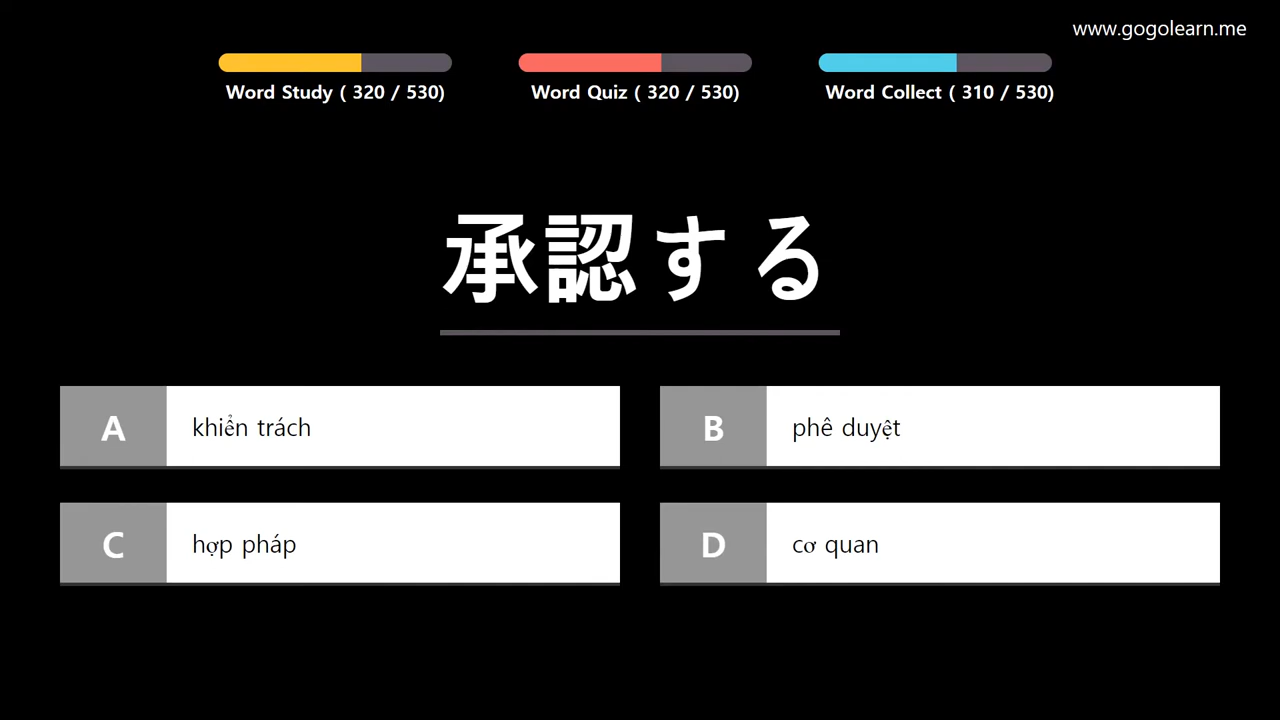 www.gogolearn.me
Word Study ( 320 / 530)
Word Quiz ( 320 / 530)
Word Collect ( 310 / 530)
承認する
A khiển trách
B phê duyệt
C hợp pháp
D cơ quan